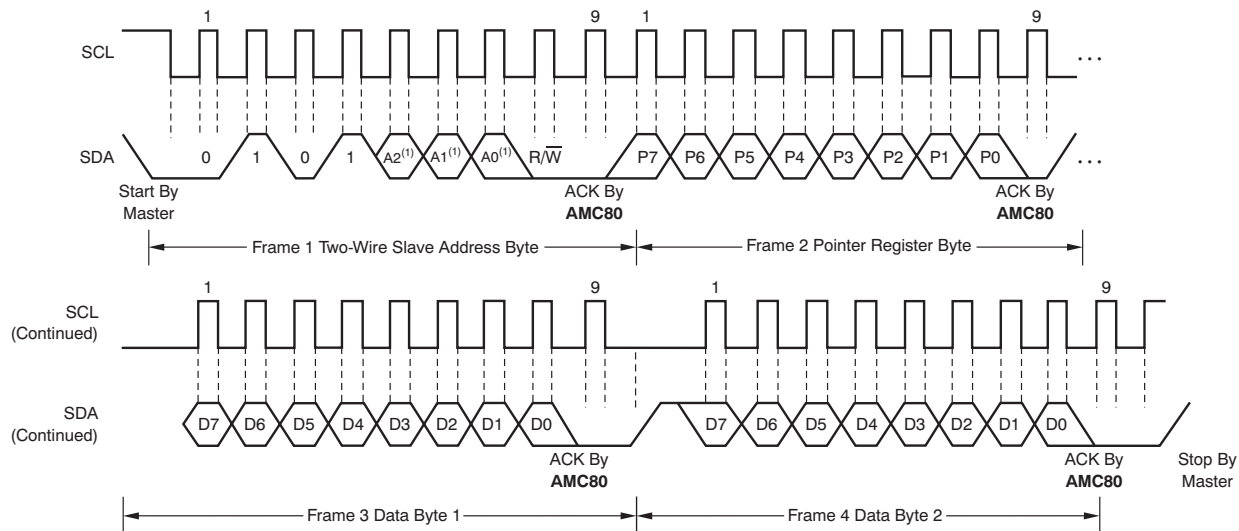 1 9 1 9
SCL
...
SDA 0 1 0 1 A2(1) A1(1) A0(1) R/W̅ P7 P6 P5 P4 P3 P2 P1 P0 ...
Start By Master
ACK By AMC80
ACK By AMC80
Frame 1 Two-Wire Slave Address Byte
Frame 2 Pointer Register Byte
1 9 1 9
SCL
(Continued)
SDA
(Continued)
D7 D6 D5 D4 D3 D2 D1 D0 D7 D6 D5 D4 D3 D2 D1 D0
ACK By AMC80
ACK By AMC80
Stop By Master
Frame 3 Data Byte 1
Frame 4 Data Byte 2